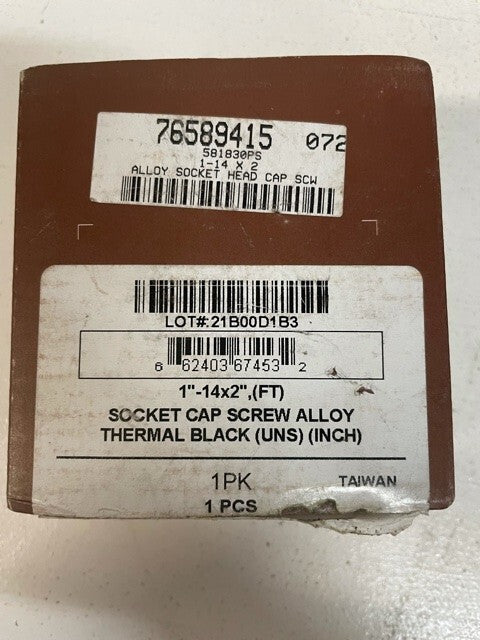 76589415 072
581830PS
1-14 X 2
ALLOY SOCKET HEAD CAP SCW
LOT#:21B00D1B3
6 62403 67453 2
1"-14x2",(FT)
SOCKET CAP SCREW ALLOY
THERMAL BLACK (UNS) (INCH)
1PK TAIWAN
1 PCS